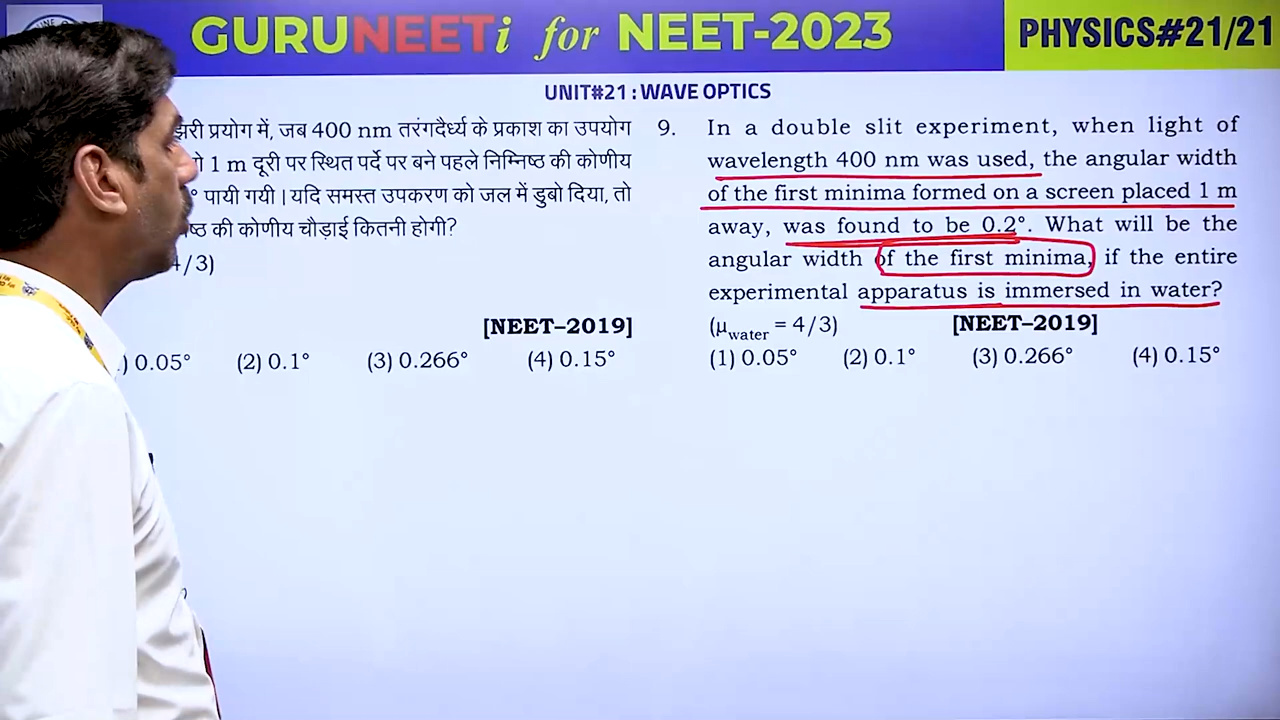 GURUNEETi for NEET-2023
PHYSICS#21/21
UNIT#21 : WAVE OPTICS
प्रयोग में, जब 400 nm तरंगदैर्ध्य के प्रकाश का उपयोग
1 m दूरी पर स्थित पर्दे पर बने पहले निम्निष्ठ की कोणीय
° पायी गयी। यदि समस्त उपकरण को जल में डुबो दिया, तो
की कोणीय चौड़ाई कितनी होगी?
4/3)
[NEET–2019]
) 0.05° (2) 0.1° (3) 0.266° (4) 0.15°
9. In a double slit experiment, when light of
wavelength 400 nm was used, the angular width
of the first minima formed on a screen placed 1 m
away, was found to be 0.2°. What will be the
angular width of the first minima, if the entire
experimental apparatus is immersed in water?
(μwater = 4/3) [NEET–2019]
(1) 0.05° (2) 0.1° (3) 0.266° (4) 0.15°